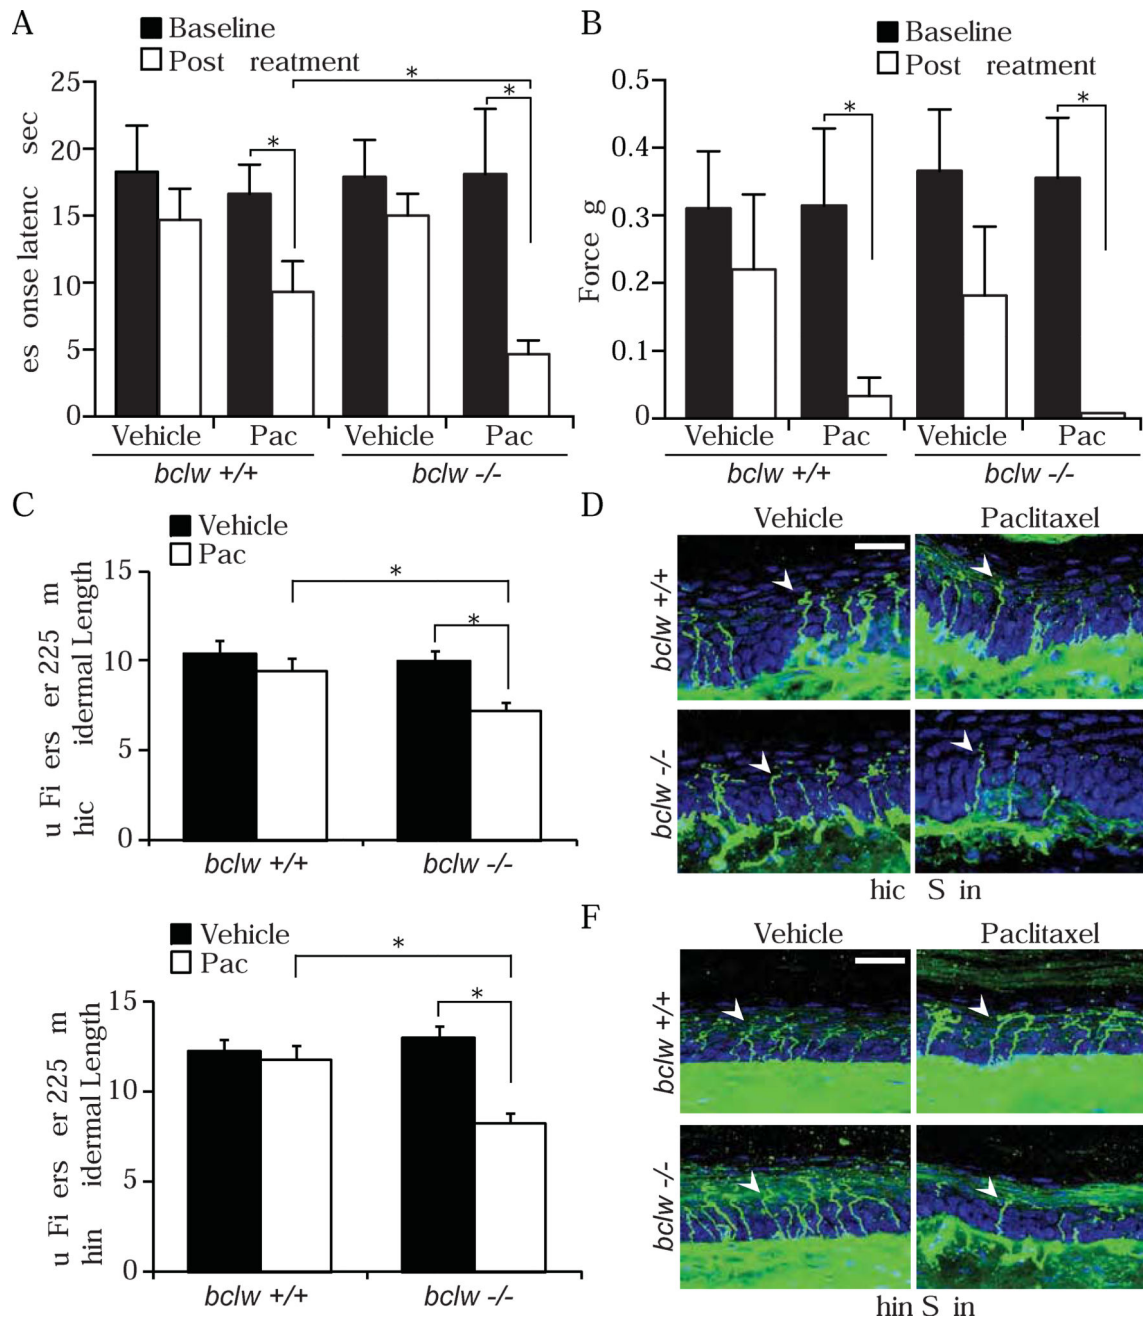 A
Baseline
Post reatment
es onse latenc sec
25
20
15
10
5
0
*
*
*
Vehicle Pac Vehicle Pac
bclw +/+ bclw -/-
B
Baseline
Post reatment
Force g
0.5
0.4
0.3
0.2
0.1
0
*
*
Vehicle Pac Vehicle Pac
bclw +/+ bclw -/-
C
Vehicle
Pac
u Fi ers er 225 m
hic idermal Length
15
10
5
0
*
*
bclw +/+ bclw -/-
D
Vehicle Paclitaxel
bclw +/+
bclw -/-
hic S in
Vehicle
Pac
u Fi ers er 225 m
hin idermal Length
15
10
5
0
*
*
bclw +/+ bclw -/-
F
Vehicle Paclitaxel
bclw +/+
bclw -/-
hin S in